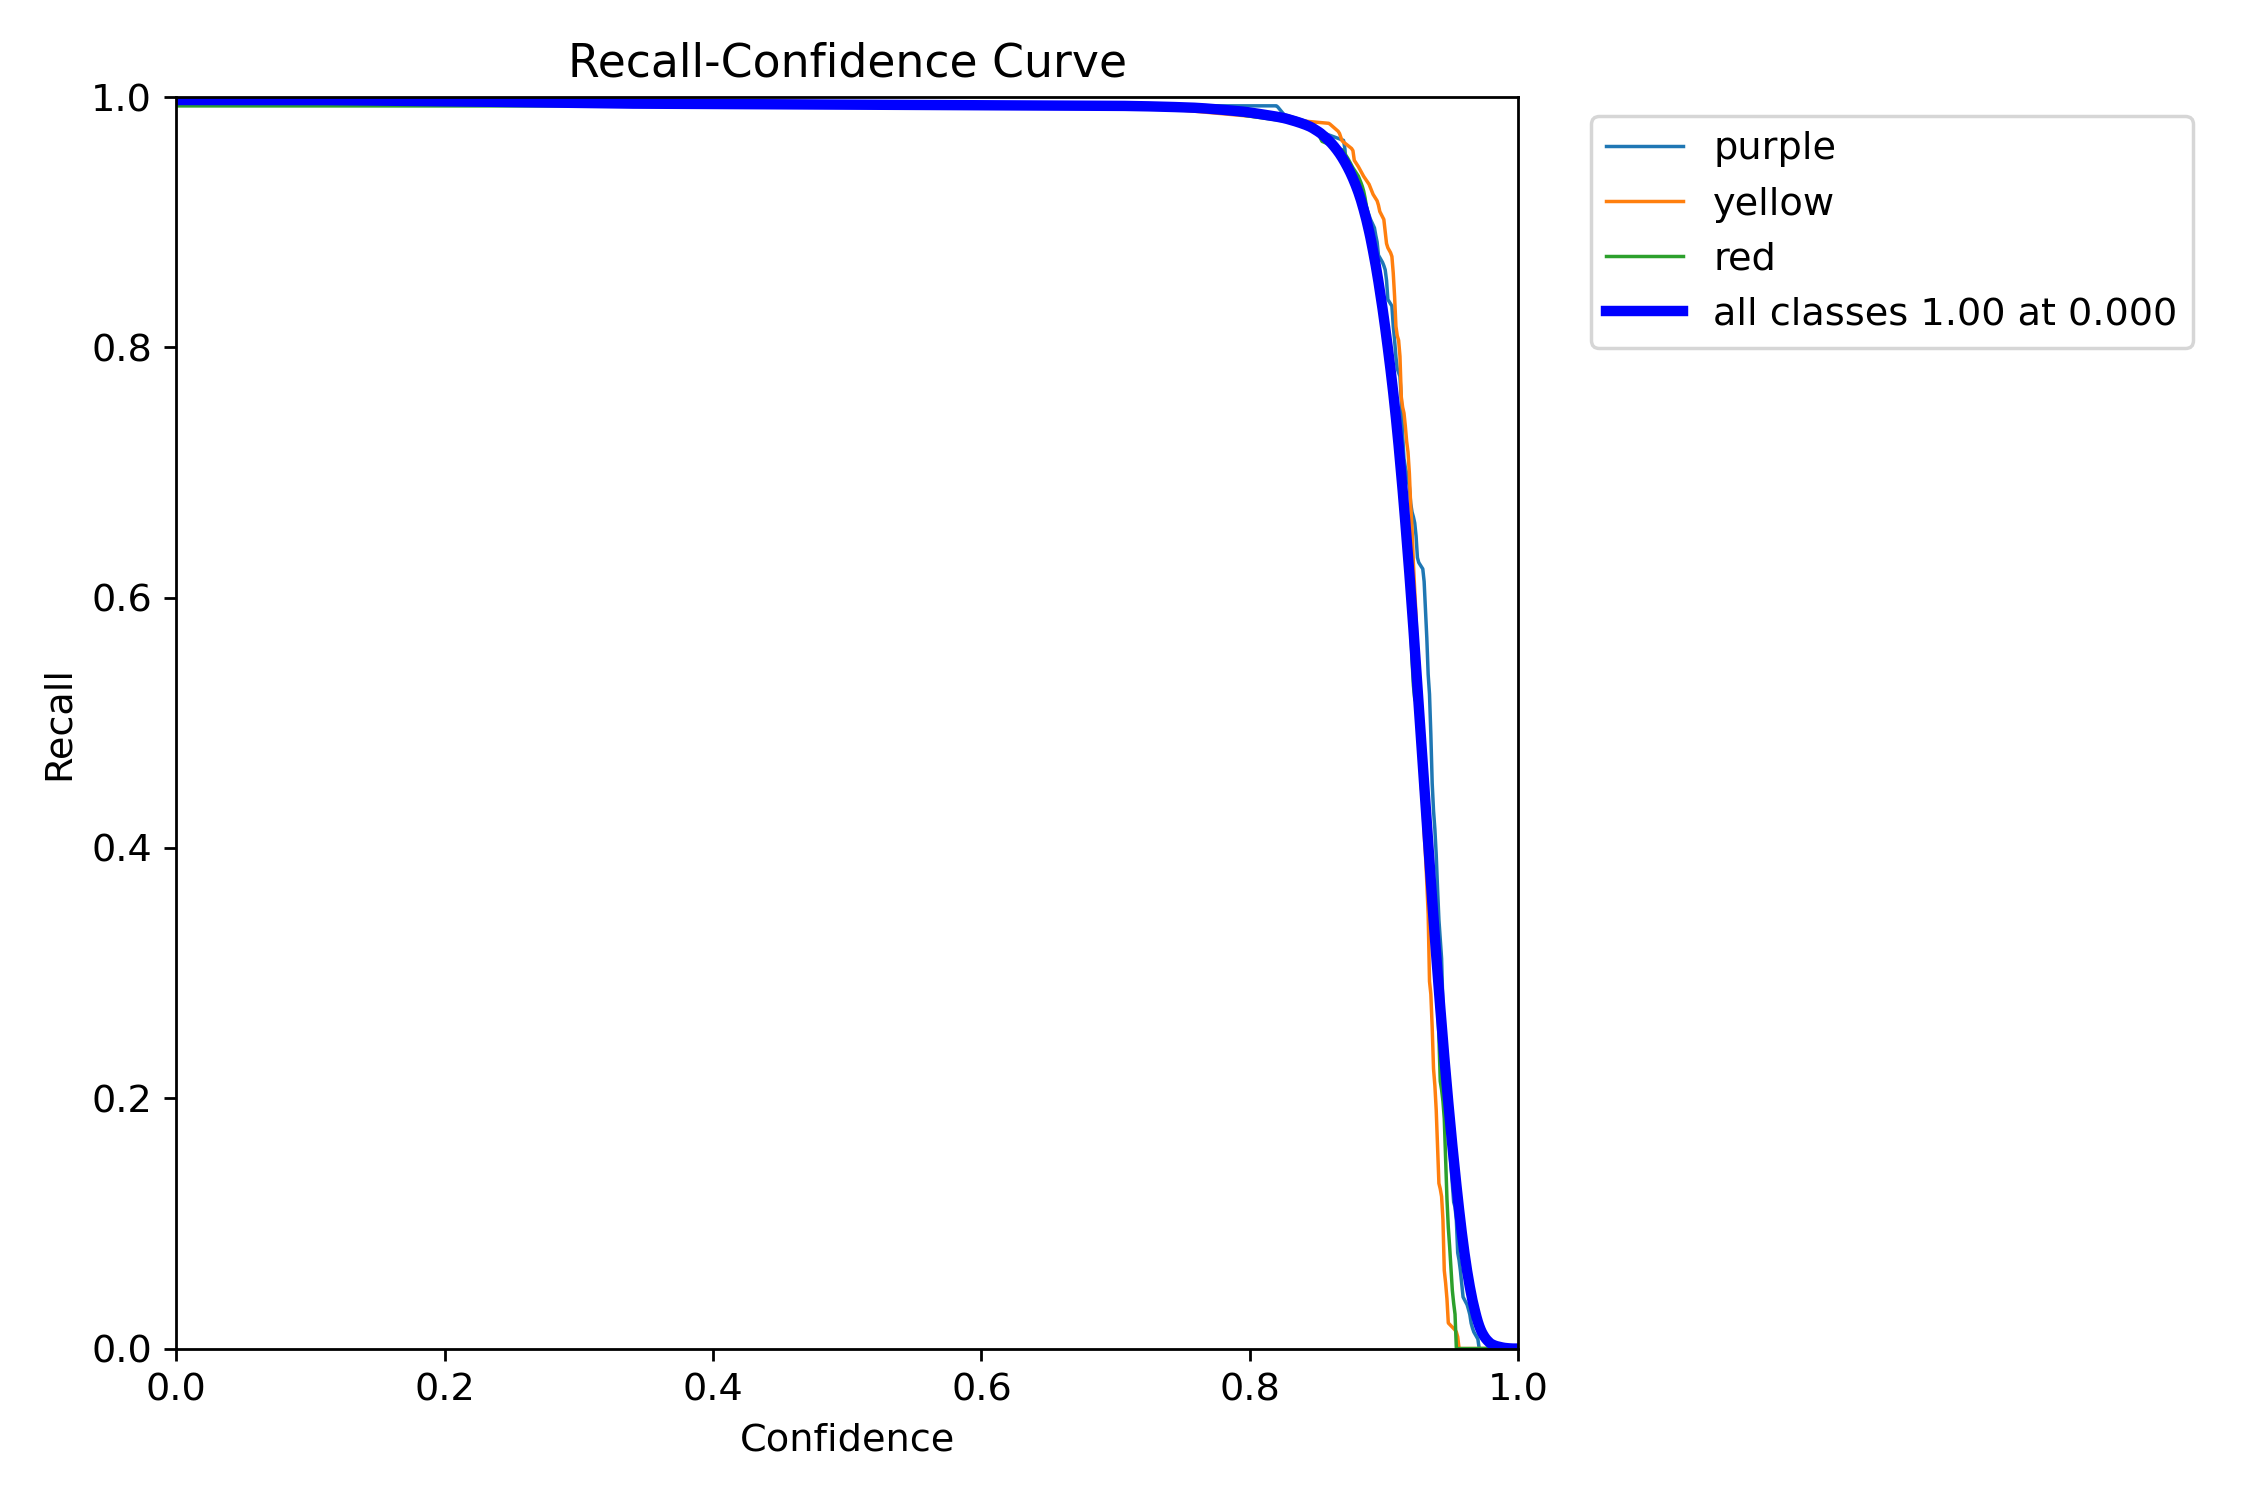 Recall-Confidence Curve
1.0
0.8
0.6
0.4
0.2
0.0
Recall
0.0 0.2 0.4 0.6 0.8 1.0
Confidence
purple
yellow
red
all classes 1.00 at 0.000